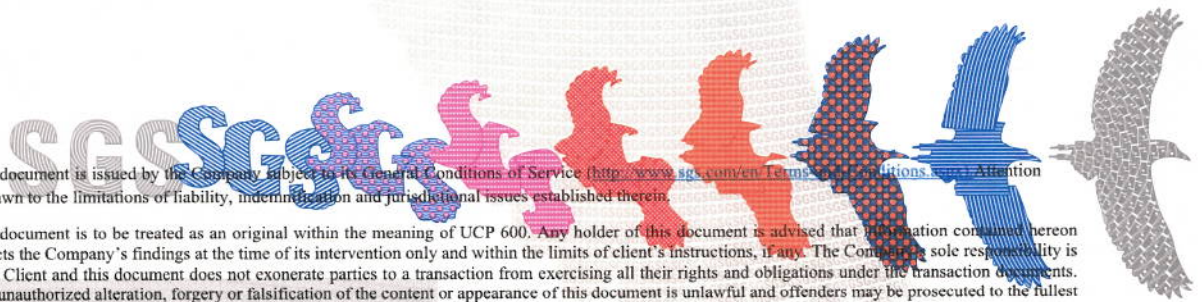 SGS SGS SGS
document is issued by the Company subject to its General Conditions of Service (http://www.sgs.com/en/Terms-and-Conditions.aspx) Attention
wn to the limitations of liability, indemnification and jurisdictional issues established therein.
document is to be treated as an original within the meaning of UCP 600. Any holder of this document is advised that information contained hereon
cts the Company's findings at the time of its intervention only and within the limits of client's instructions, if any. The Company's sole responsibility is
Client and this document does not exonerate parties to a transaction from exercising all their rights and obligations under the transaction documents.
unauthorized alteration, forgery or falsification of the content or appearance of this document is unlawful and offenders may be prosecuted to the fullest